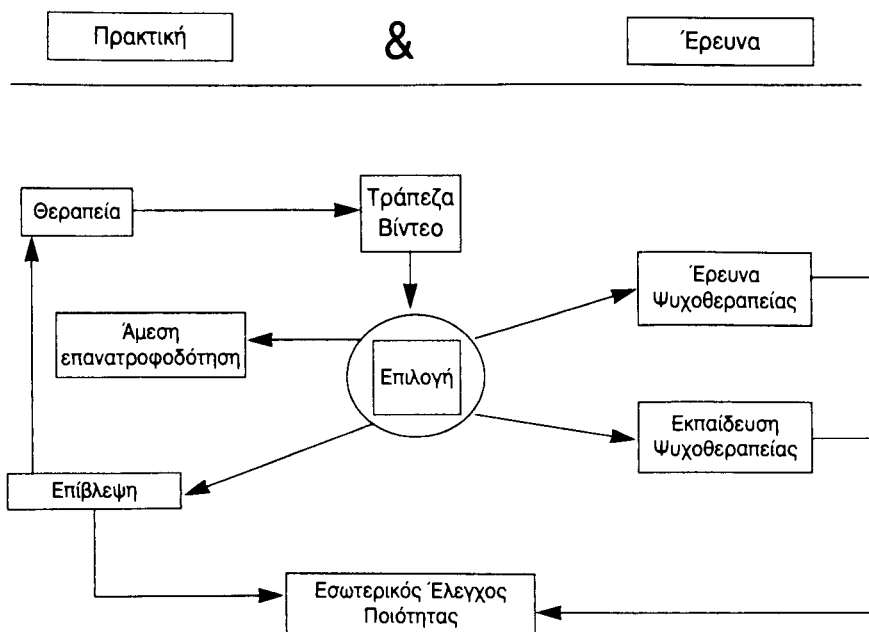 Πρακτική & Έρευνα
Θεραπεία
Τράπεζα
Βίντεο
Έρευνα
Ψυχοθεραπείας
Άμεση
επανατροφοδότηση
Επιλογή
Εκπαίδευση
Ψυχοθεραπείας
Επίβλεψη
Εσωτερικός Έλεγχος
Ποιότητας